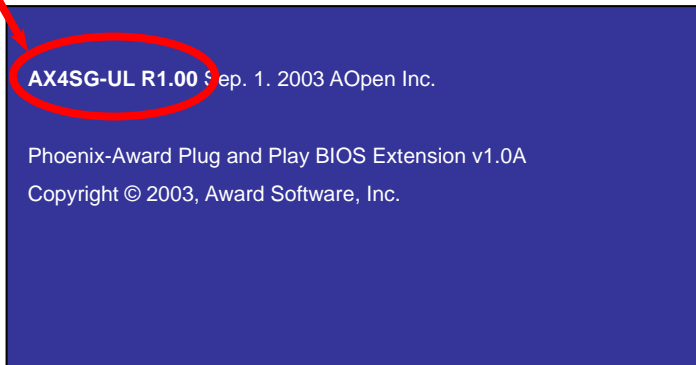 AX4SG-UL R1.00 Sep. 1. 2003 AOpen Inc.
Phoenix-Award Plug and Play BIOS Extension v1.0A
Copyright © 2003, Award Software, Inc.